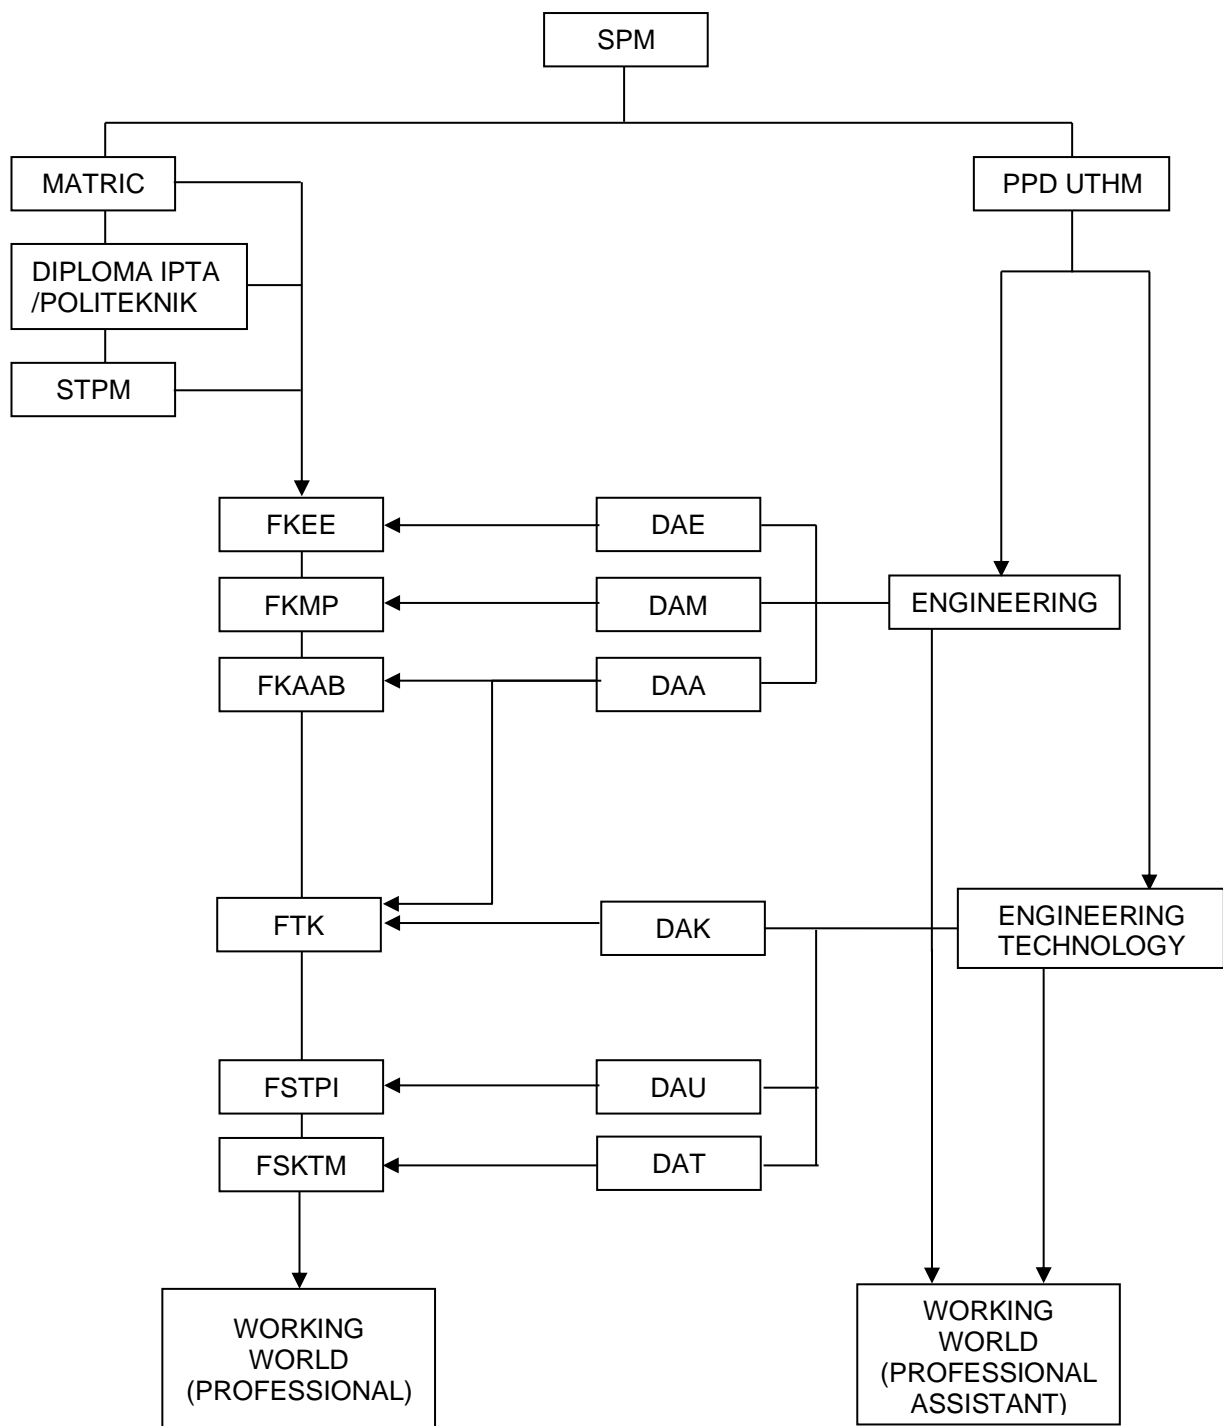 SPM
MATRIC
PPD UTHM
DIPLOMA IPTA
/POLITEKNIK
STPM
FKEE
DAE
FKMP
DAM
ENGINEERING
FKAAB
DAA
FTK
DAK
ENGINEERING
TECHNOLOGY
FSTPI
DAU
FSKTM
DAT
WORKING
WORLD
(PROFESSIONAL)
WORKING
WORLD
(PROFESSIONAL
ASSISTANT)